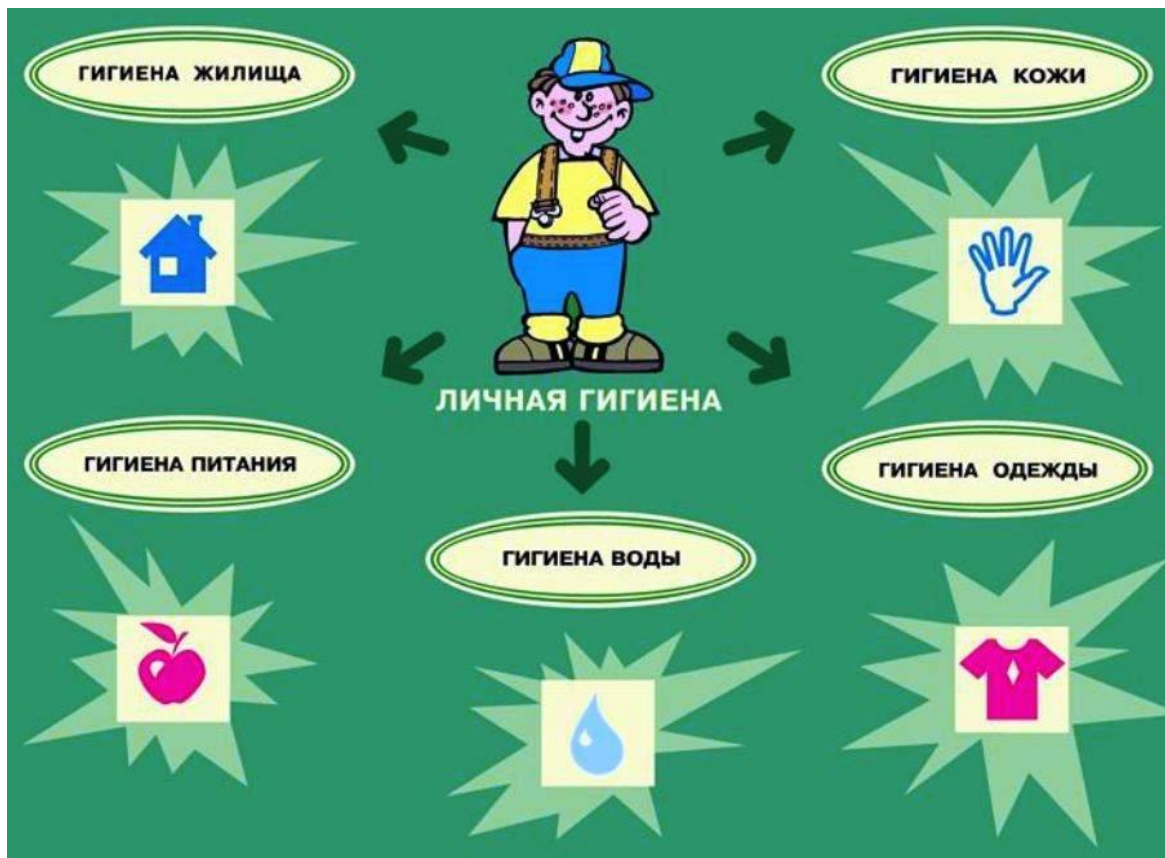 ГИГИЕНА ЖИЛИЩА
ГИГИЕНА КОЖИ
ЛИЧНАЯ ГИГИЕНА
ГИГИЕНА ПИТАНИЯ
ГИГИЕНА ОДЕЖДЫ
ГИГИЕНА ВОДЫ